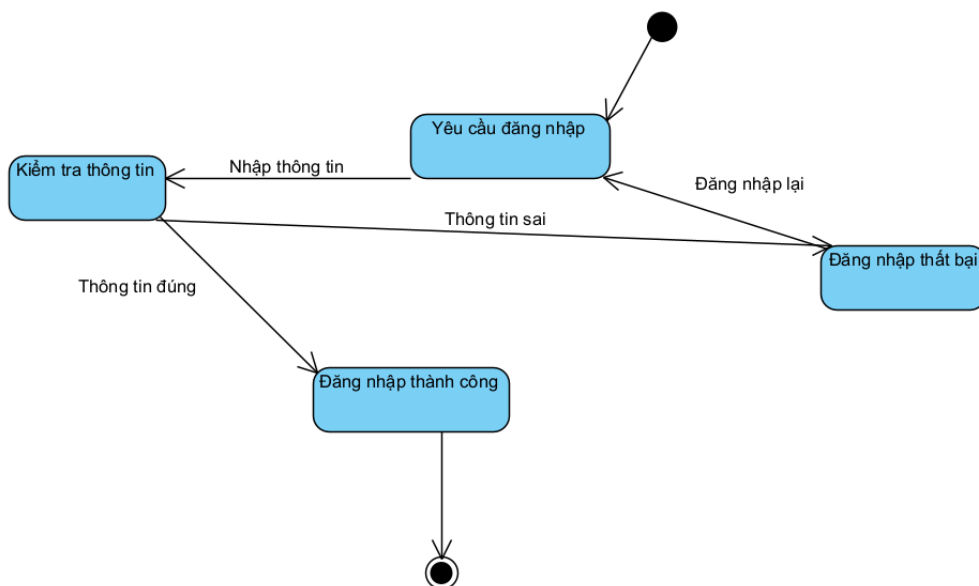 Yêu cầu đăng nhập
Kiểm tra thông tin
Nhập thông tin
Đăng nhập lại
Thông tin sai
Đăng nhập thất bại
Thông tin đúng
Đăng nhập thành công